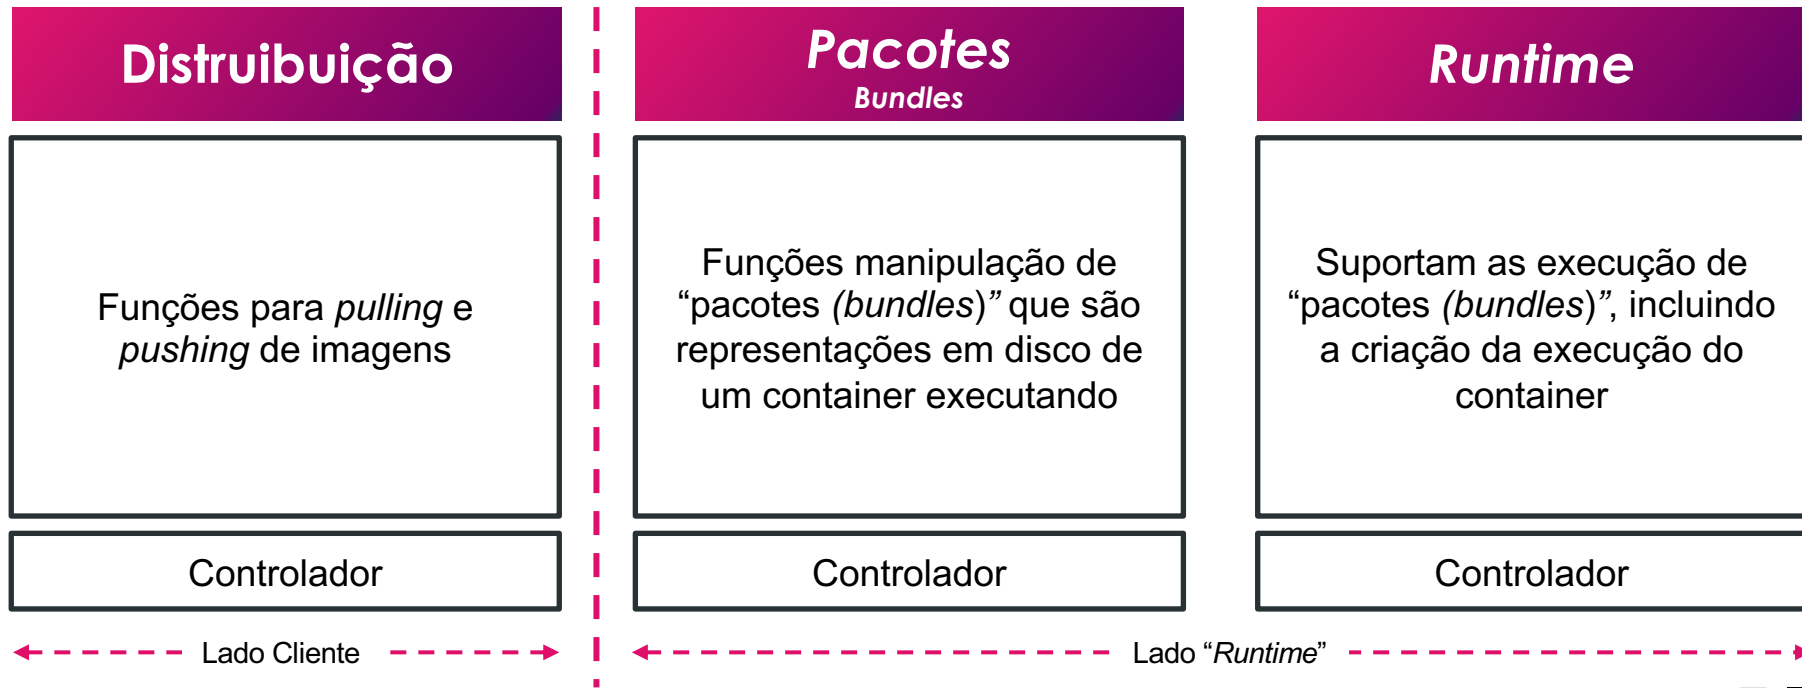 Distruibuição
Funções para pulling e
pushing de imagens
Controlador
Lado Cliente
Pacotes
Bundles
Funções manipulação de
“pacotes (bundles)” que são
representações em disco de
um container executando
Controlador
Runtime
Suportam as execução de
“pacotes (bundles)”, incluindo
a criação da execução do
container
Controlador
Lado “Runtime”